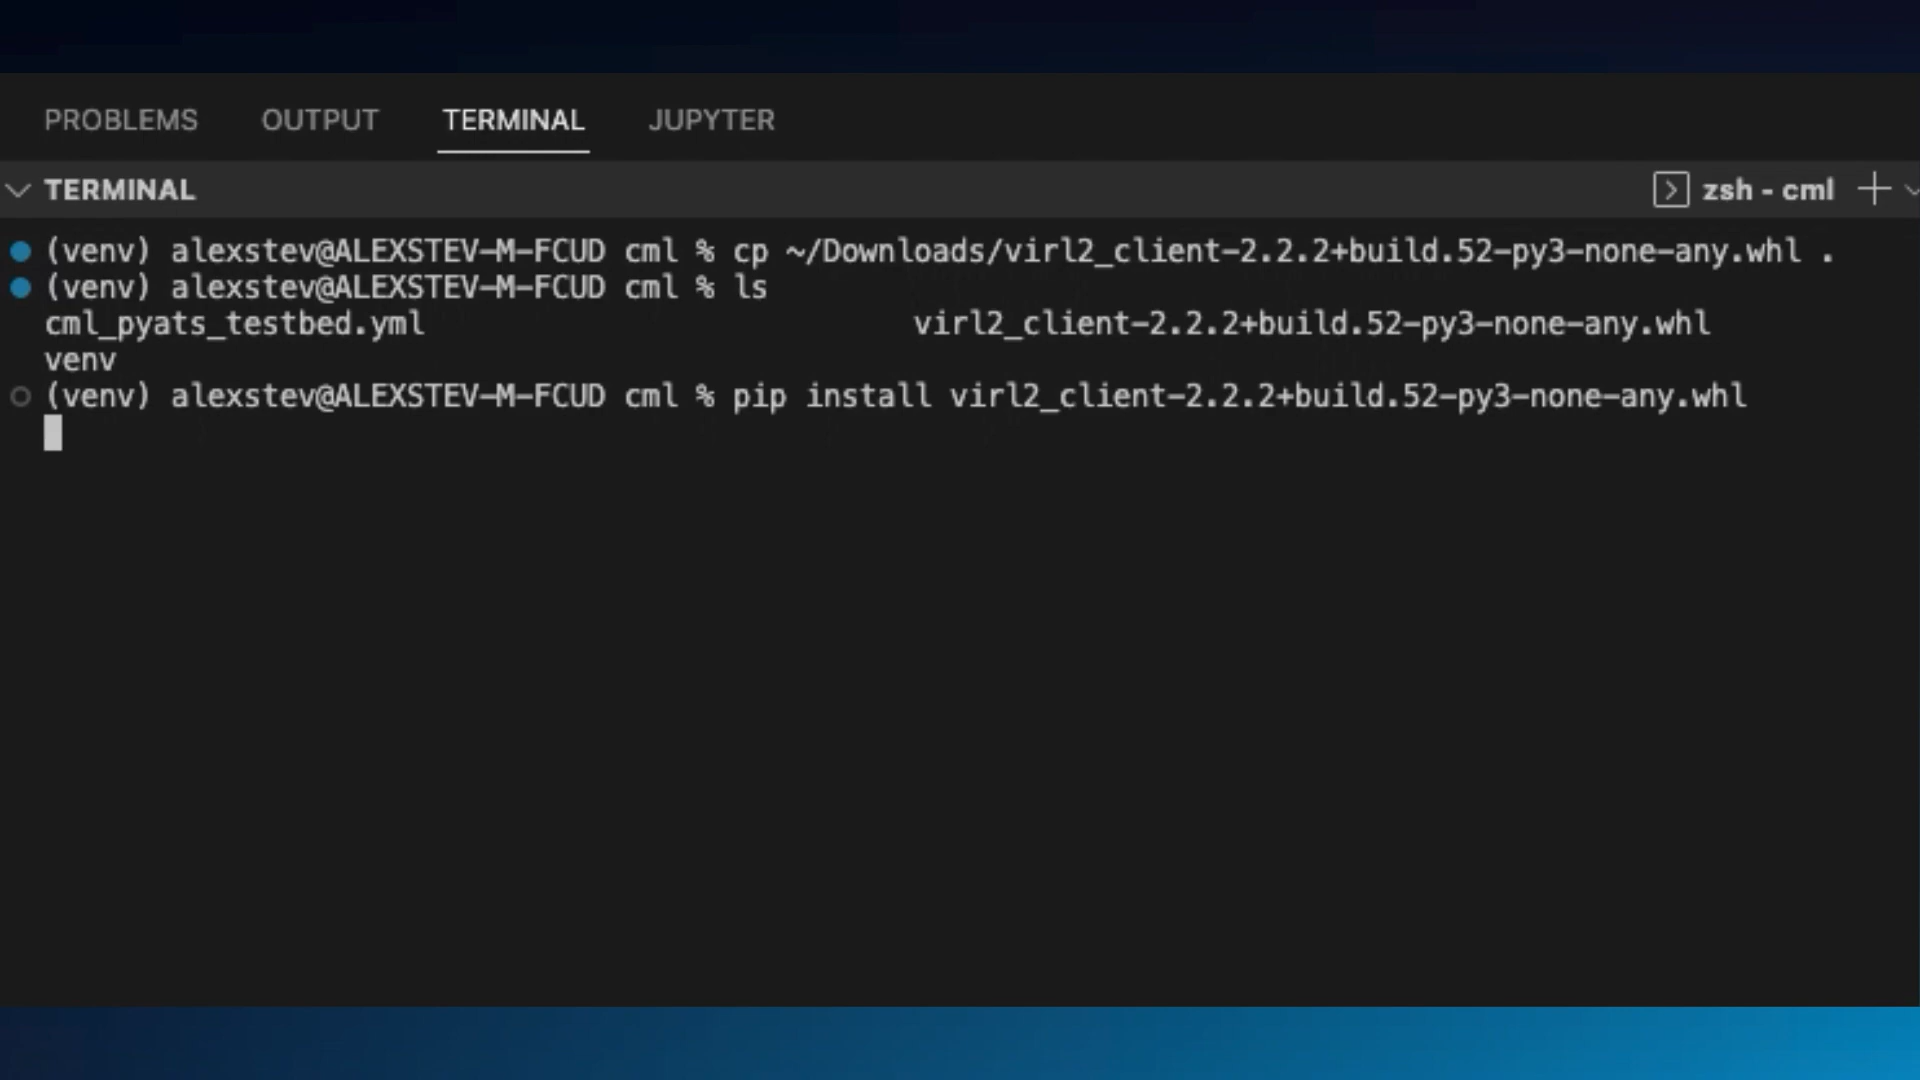 PROBLEMS OUTPUT TERMINAL JUPYTER
TERMINAL zsh - cml
(venv) alexstev@ALEXSTEV-M-FCUD cml % cp ~/Downloads/virl2_client-2.2.2+build.52-py3-none-any.whl .
(venv) alexstev@ALEXSTEV-M-FCUD cml % ls
cml_pyats_testbed.yml virl2_client-2.2.2+build.52-py3-none-any.whl
venv
(venv) alexstev@ALEXSTEV-M-FCUD cml % pip install virl2_client-2.2.2+build.52-py3-none-any.whl